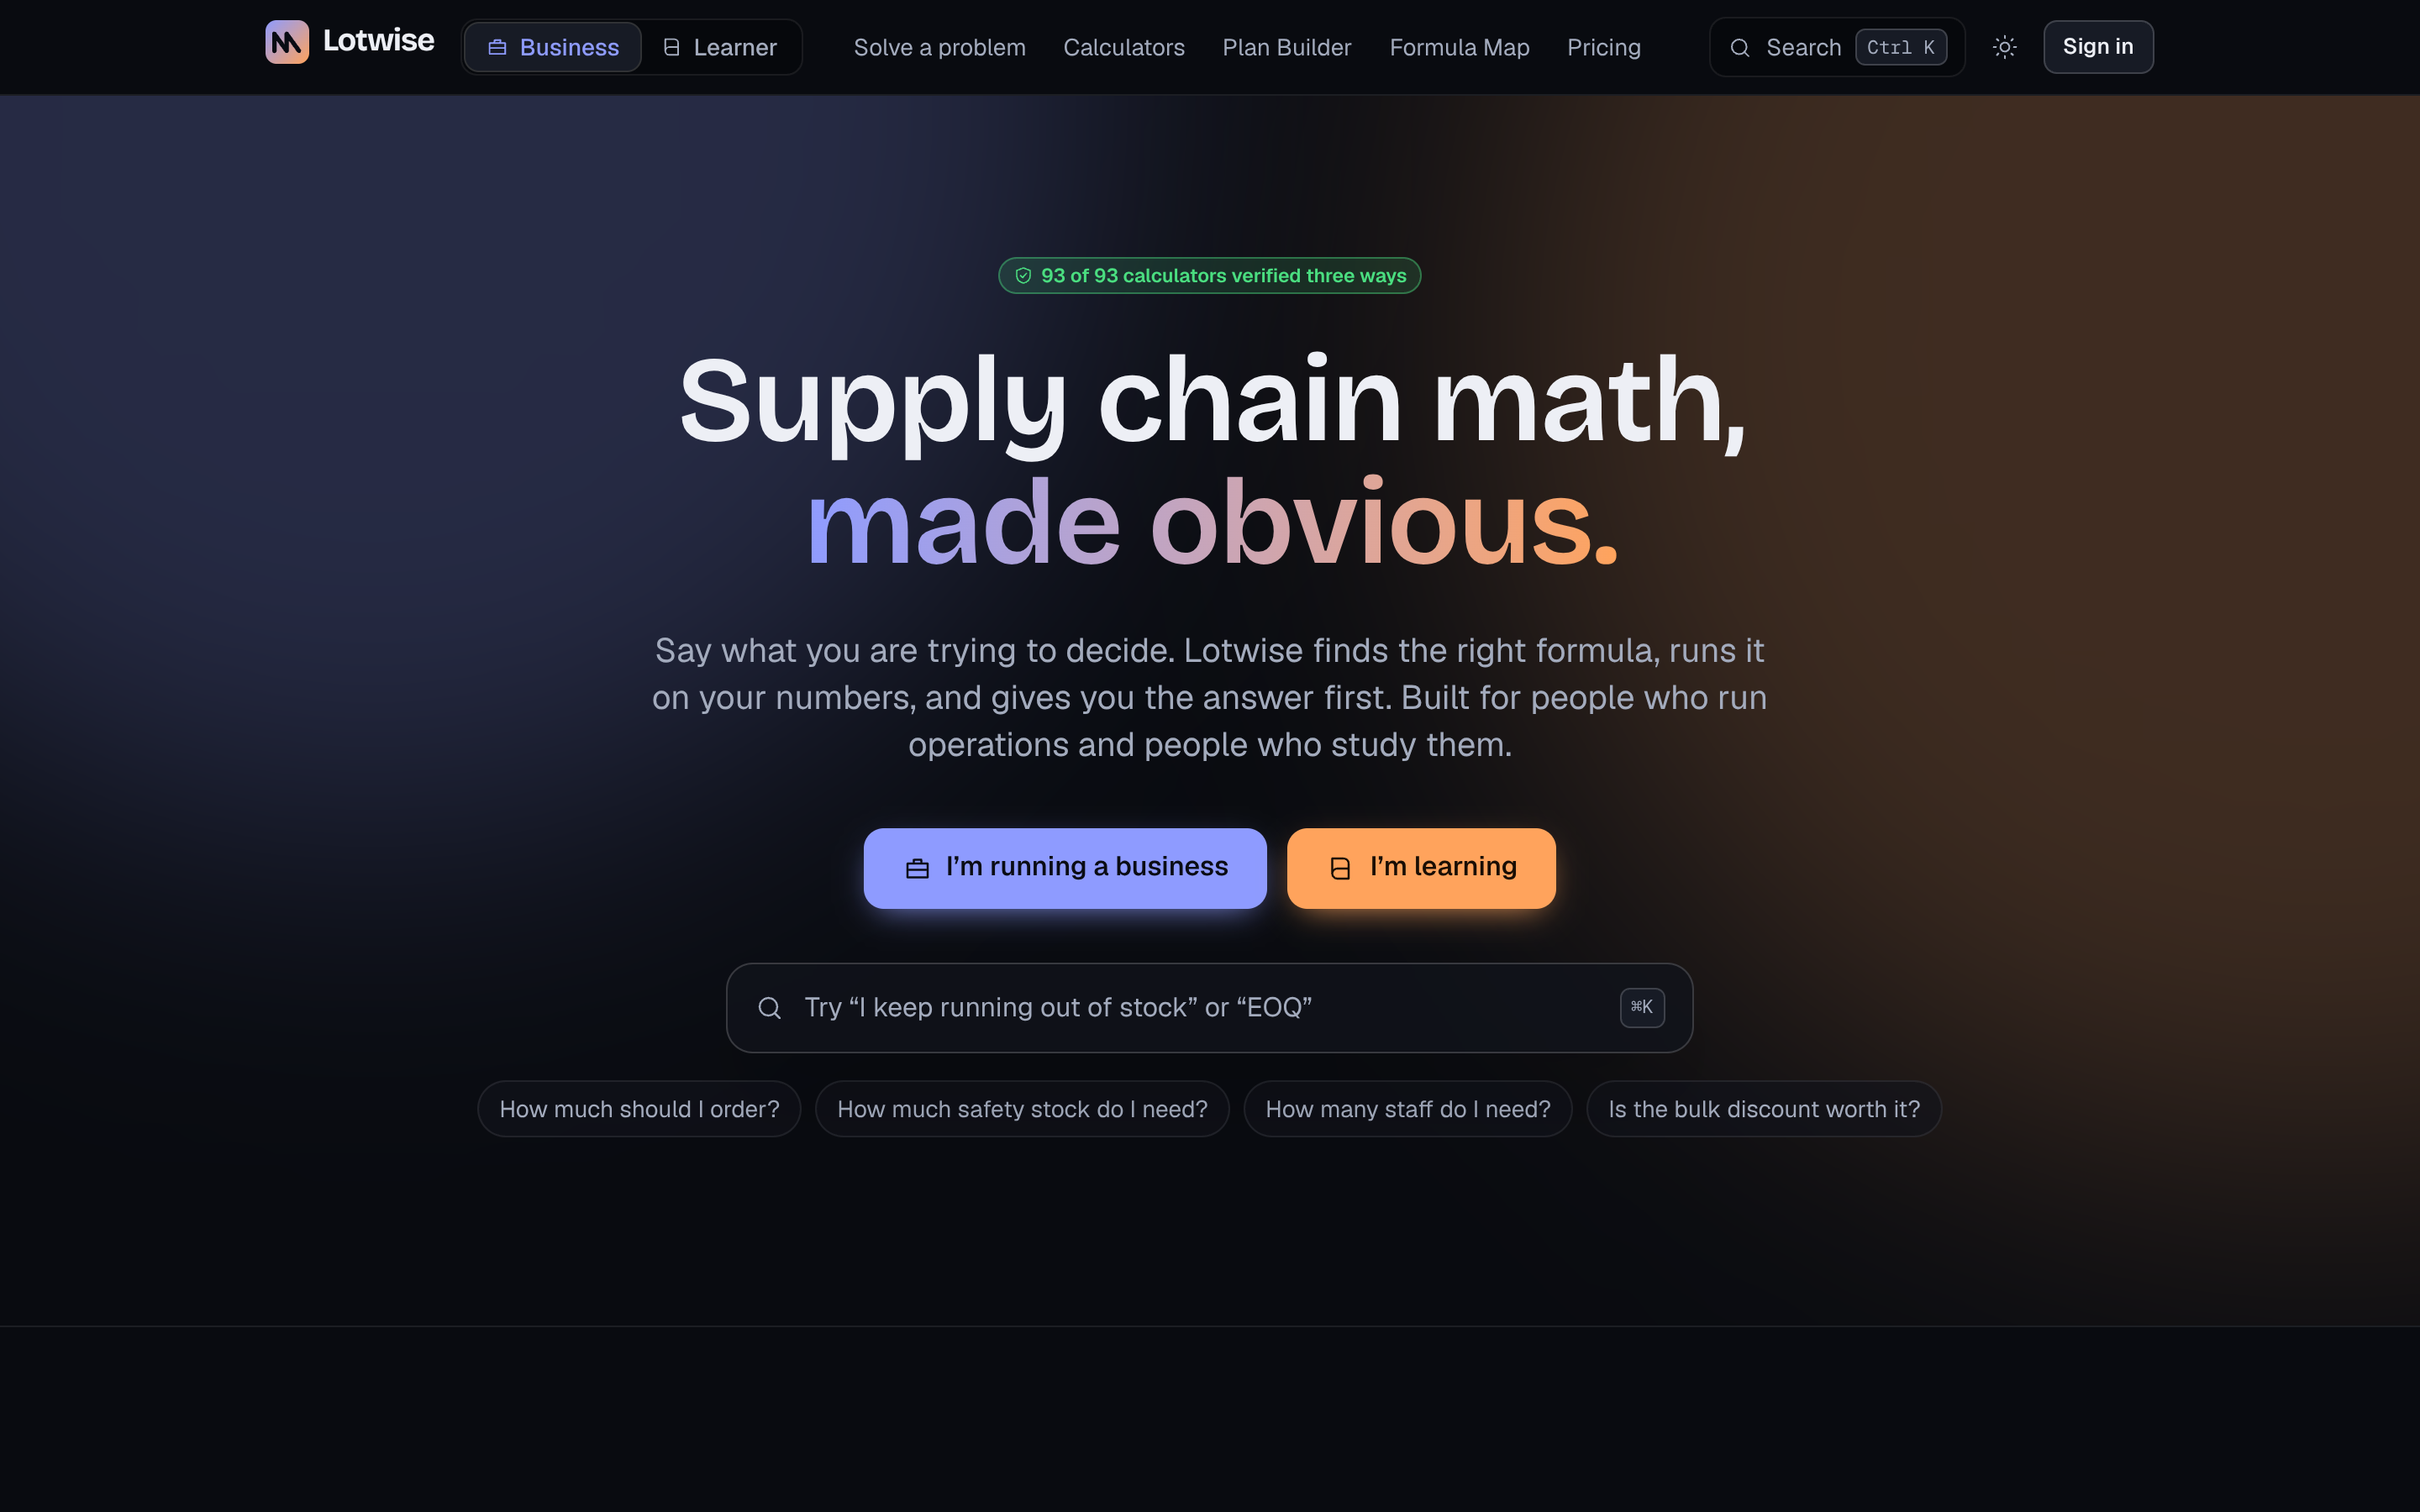 Lotwise
Business
Learner
Solve a problem
Calculators
Plan Builder
Formula Map
Pricing
Search
Ctrl K
Sign in
93 of 93 calculators verified three ways
Supply chain math,
made obvious.
Say what you are trying to decide. Lotwise finds the right formula, runs it
on your numbers, and gives you the answer first. Built for people who run
operations and people who study them.
I’m running a business
I’m learning
Try “I keep running out of stock” or “EOQ”
⌘K
How much should I order?
How much safety stock do I need?
How many staff do I need?
Is the bulk discount worth it?